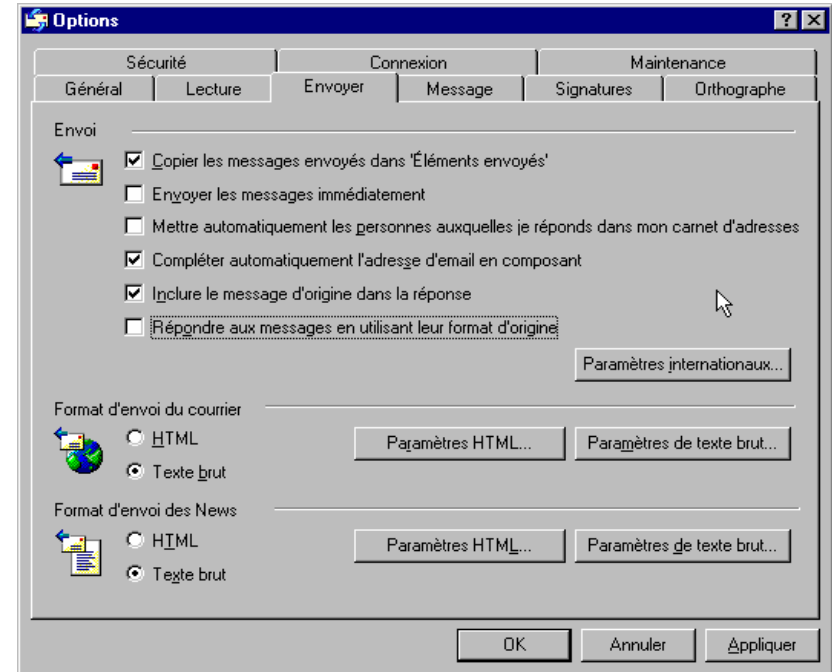 Options
Sécurité Connexion Maintenance
Général Lecture Envoyer Message Signatures Orthographe
Envoi
Copier les messages envoyés dans 'Éléments envoyés'
Envoyer les messages immédiatement
Mettre automatiquement les personnes auxquelles je réponds dans mon carnet d'adresses
Compléter automatiquement l'adresse d'email en composant
Inclure le message d'origine dans la réponse
Répondre aux messages en utilisant leur format d'origine
Paramètres internationaux...
Format d'envoi du courrier
HTML Paramètres HTML... Paramètres de texte brut...
Texte brut
Format d'envoi des News
HTML Paramètres HTML... Paramètres de texte brut...
Texte brut
OK Annuler Appliquer